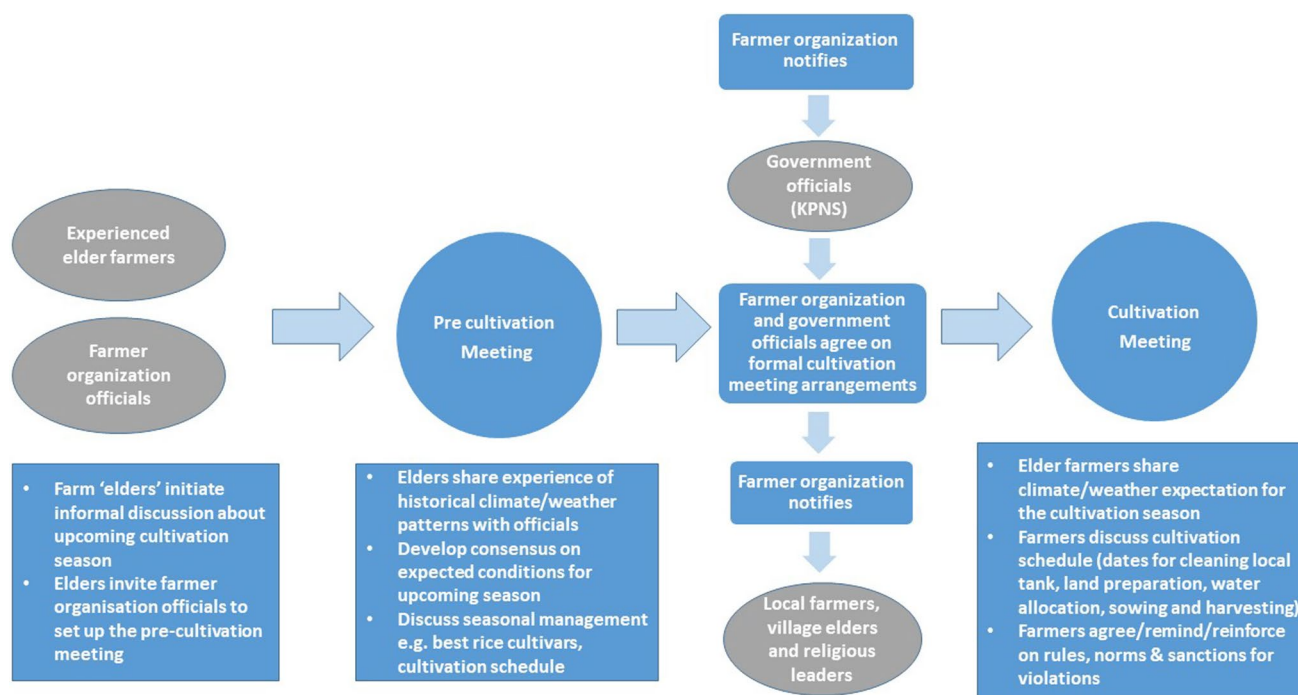 Experienced
elder farmers
Farmer
organization
officials
• Farm ‘elders’ initiate
informal discussion about
upcoming cultivation
season
• Elders invite farmer
organisation officials to
set up the pre-cultivation
meeting
Pre cultivation
Meeting
• Elders share experience of
historical climate/weather
patterns with officials
• Develop consensus on
expected conditions for
upcoming season
• Discuss seasonal management
e.g. best rice cultivars,
cultivation schedule
Farmer organization
notifies
Government
officials
(KPNS)
Farmer organization
and government
officials agree on
formal cultivation
meeting arrangements
Farmer organization
notifies
Local farmers,
village elders
and religious
leaders
Cultivation
Meeting
• Elder farmers share
climate/weather expectation for
the cultivation season
• Farmers discuss cultivation
schedule (dates for cleaning local
tank, land preparation, water
allocation, sowing and harvesting)
• Farmers agree/remind/reinforce
on rules, norms & sanctions for
violations